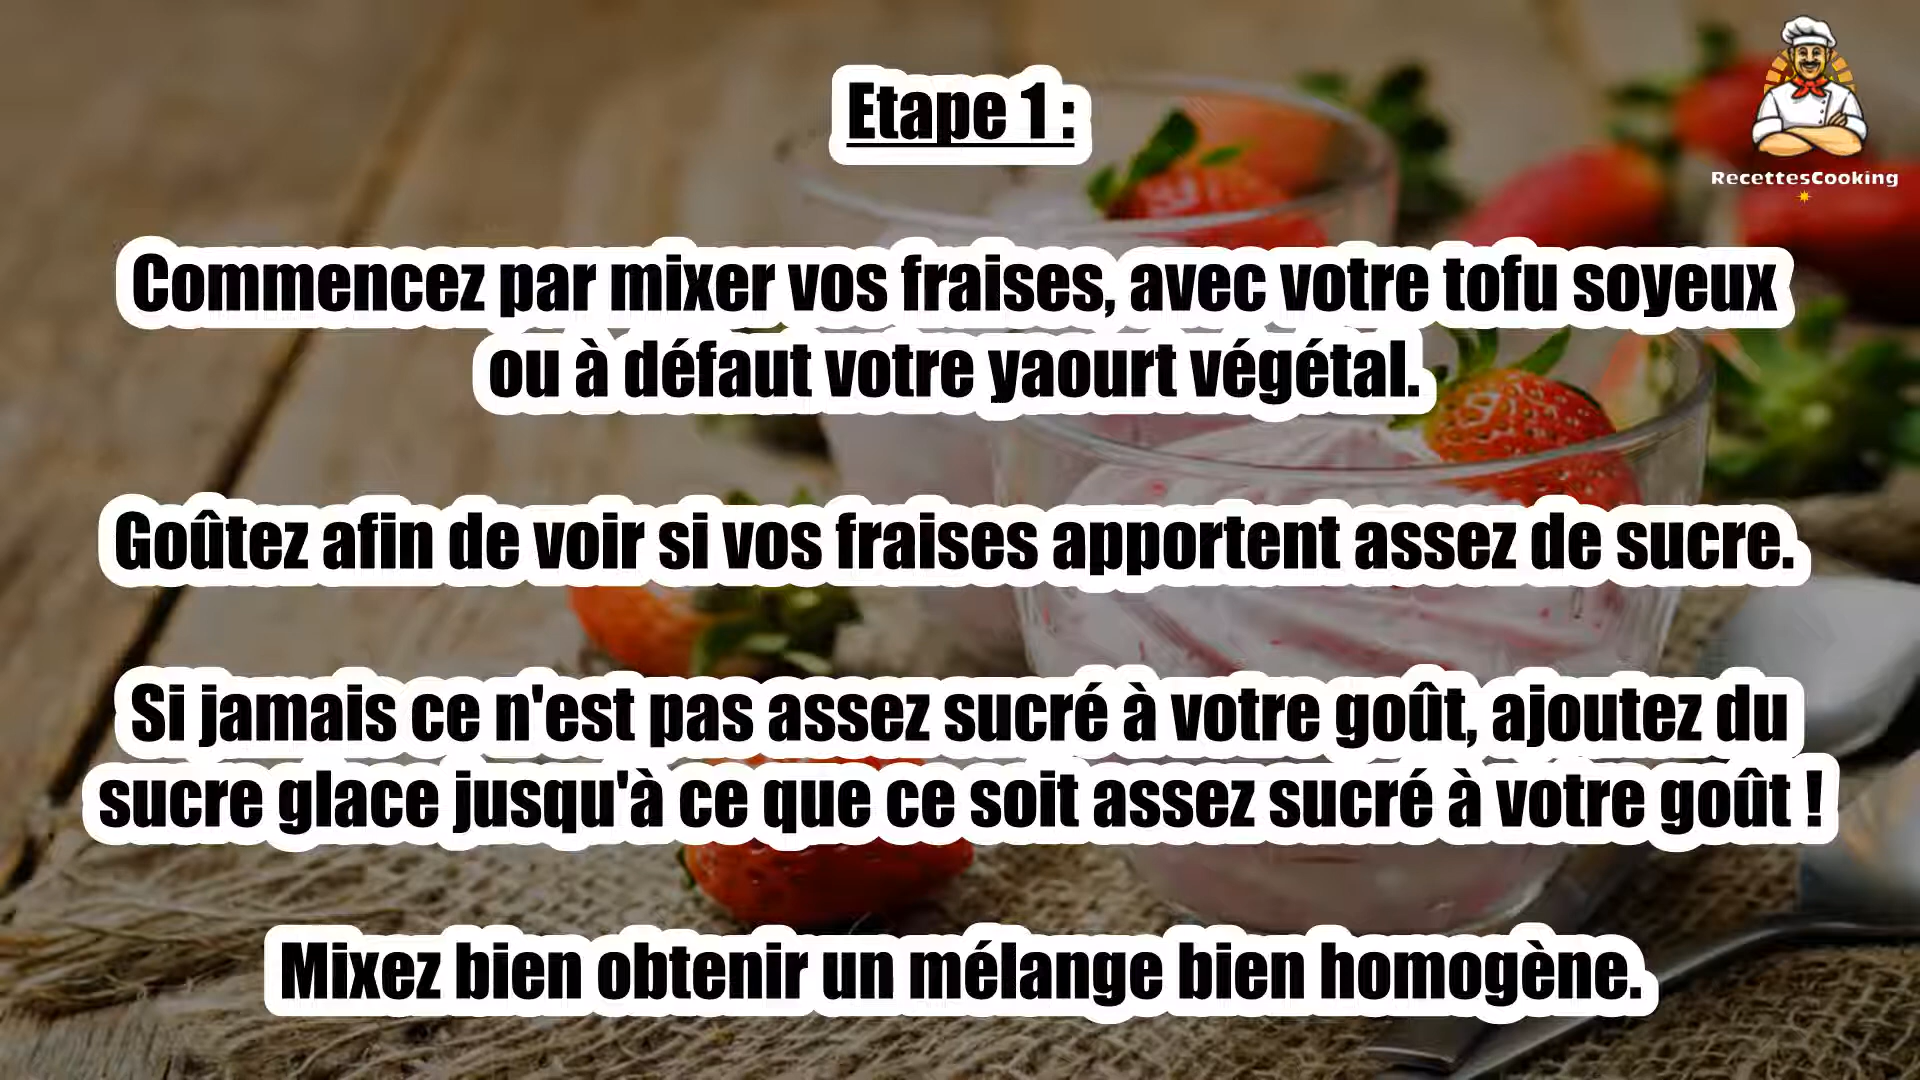 Etape 1 :
RecettesCooking
Commencez par mixer vos fraises, avec votre tofu soyeux
ou à défaut votre yaourt végétal.
Goûtez afin de voir si vos fraises apportent assez de sucre.
Si jamais ce n'est pas assez sucré à votre goût, ajoutez du
sucre glace jusqu'à ce que ce soit assez sucré à votre goût !
Mixez bien obtenir un mélange bien homogène.